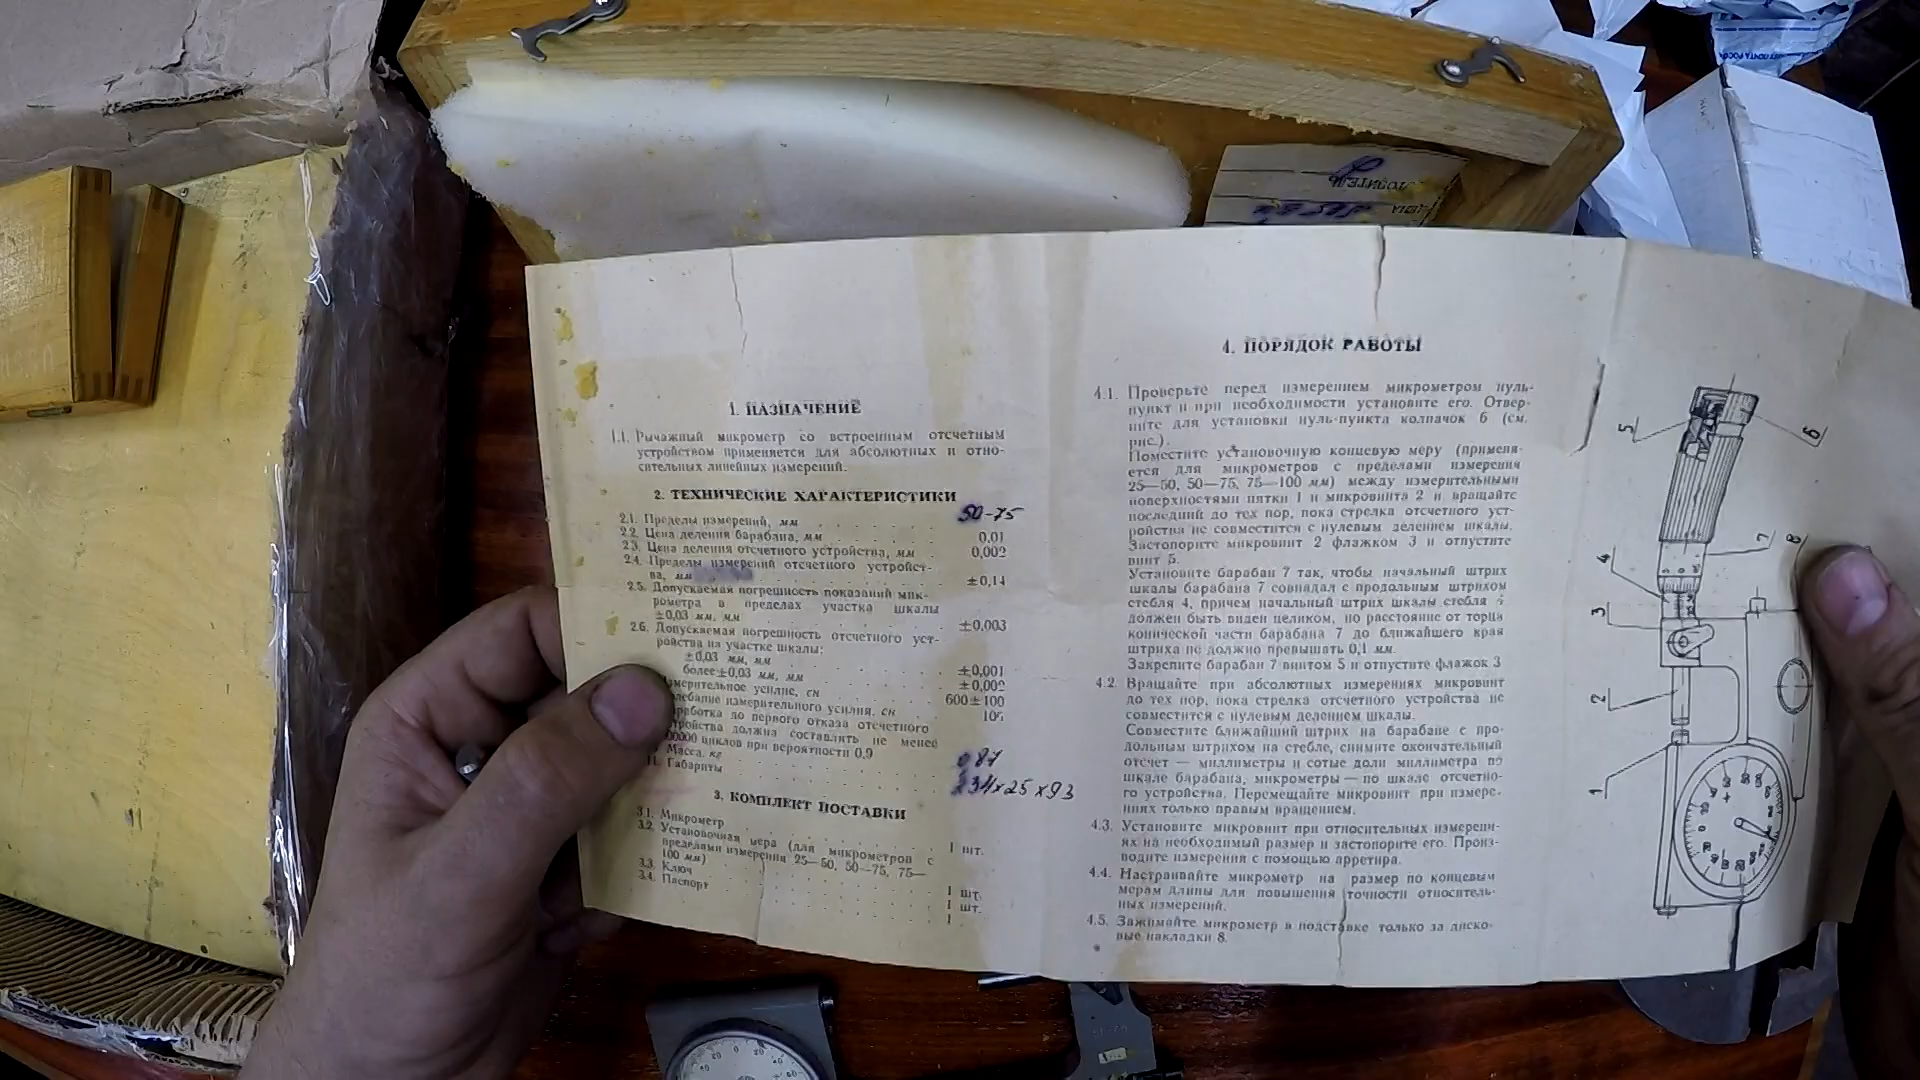 1. НАЗНАЧЕНИЕ
1.1. Рычажный микрометр со встроенным отсчетным
устройством применяется для абсолютных и отно-
сительных линейных измерений.
2. ТЕХНИЧЕСКИЕ ХАРАКТЕРИСТИКИ
2.1. Пределы измерений, мм 50-75
2.2. Цена деления барабана, мм 0,01
2.3. Цена деления отсчетного устройства, мм 0,002
2.4. Пределы измерений отсчетного устройст-
ва, мм ±0,14
2.5. Допускаемая погрешность показаний мик-
рометра в пределах участка шкалы
±0,03 мм, мм ±0,003
2.6. Допускаемая погрешность отсчетного уст-
ройства на участке шкалы:
±0,03 мм, мм ±0,001
более ±0,03 мм, мм ±0,002
змерительное усилие, сн 600±100
лебание измерительного усилия, сн
работка до первого отказа отсчетного
тройства должна составлять не менее
00000 циклов при вероятности 0,9
Масса, кг 0,87
Габариты 234х25х93
3. КОМПЛЕКТ ПОСТАВКИ
3.1. Микрометр 1 шт.
3.2. Установочная мера (для микрометров с
пределами измерения 25—50, 50—75, 75—
100 мм) 1 шт.
3.3. Ключ 1 шт.
3.4. Паспорт 1
4. ПОРЯДОК РАБОТЫ
4.1. Проверьте перед измерением микрометром нуль-
пункт и при необходимости установите его. Отвер-
ните для установки нуль-пункта колпачок 6 (см.
рис.).
Поместите установочную концевую меру (применя-
ется для микрометров с пределами измерения
25—50, 50—75, 75—100 мм) между измерительными
поверхностями пятки 1 и микровинта 2 и вращайте
последний до тех пор, пока стрелка отсчетного уст-
ройства не совместится с нулевым делением шкалы.
Застопорите микровинт 2 флажком 3 и отпустите
винт 5.
Установите барабан 7 так, чтобы начальный штрих
шкалы барабана 7 совпадал с продольным штрихом
стебля 4, причем начальный штрих шкалы стебля 4
должен быть виден целиком, но расстояние от торца
конической части барабана 7 до ближайшего края
штриха не должно превышать 0,1 мм.
Закрепите барабан 7 винтом 5 и отпустите флажок 3
4.2. Вращайте при абсолютных измерениях микровинт
до тех пор, пока стрелка отсчетного устройства не
совместится с нулевым делением шкалы.
Совместите ближайший штрих на барабане с про-
дольным штрихом на стебле, снимите окончательный
отсчет — миллиметры и сотые доли миллиметра по
шкале барабана, микрометры — по шкале отсчетно-
го устройства. Перемещайте микровинт при измере-
ниях только правым вращением.
4.3. Установите микровинт при относительных измерени-
ях на необходимый размер и застопорите его. Произ-
водите измерения с помощью арретира.
4.4. Настраивайте микрометр на размер по концевым
мерам длины для повышения точности относитель-
ных измерений.
4.5. Зажимайте микрометр в подставке только за диско-
вые накладки 8.
5
6
4
7
8
3
2
1